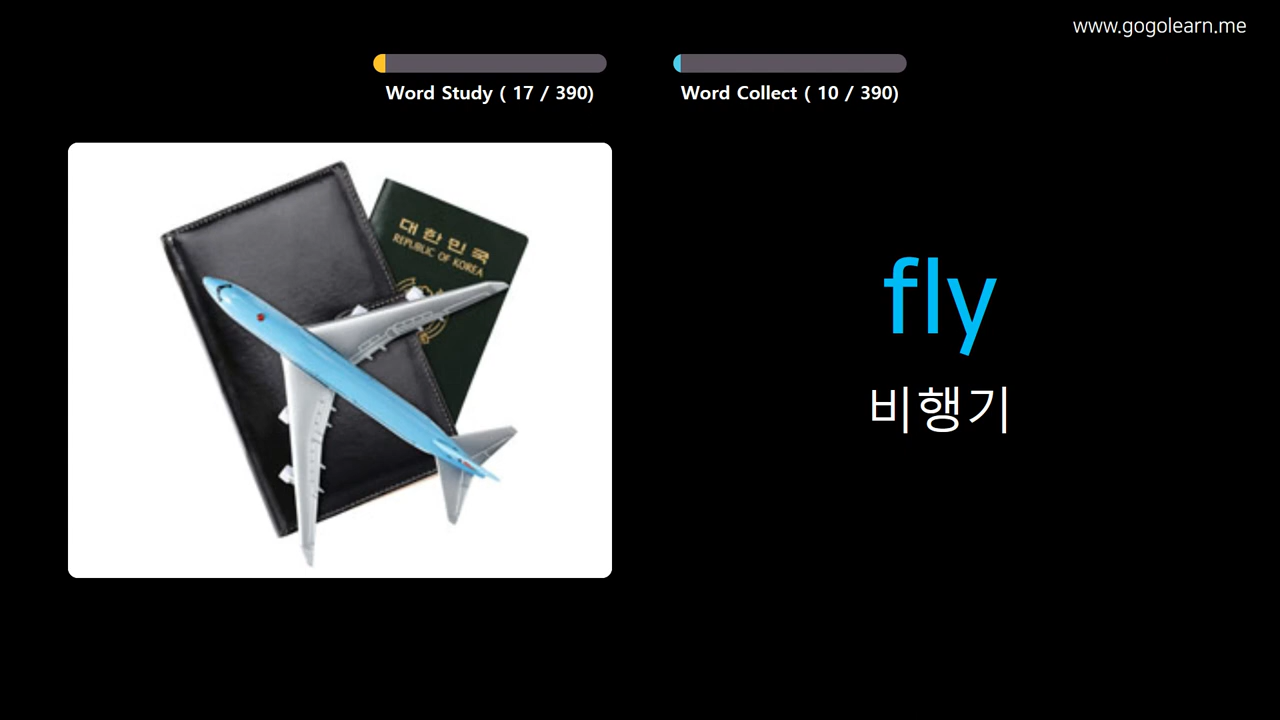 www.gogolearn.me
Word Study ( 17 / 390)
Word Collect ( 10 / 390)
대한민국
REPUBLIC OF KOREA
fly
비행기